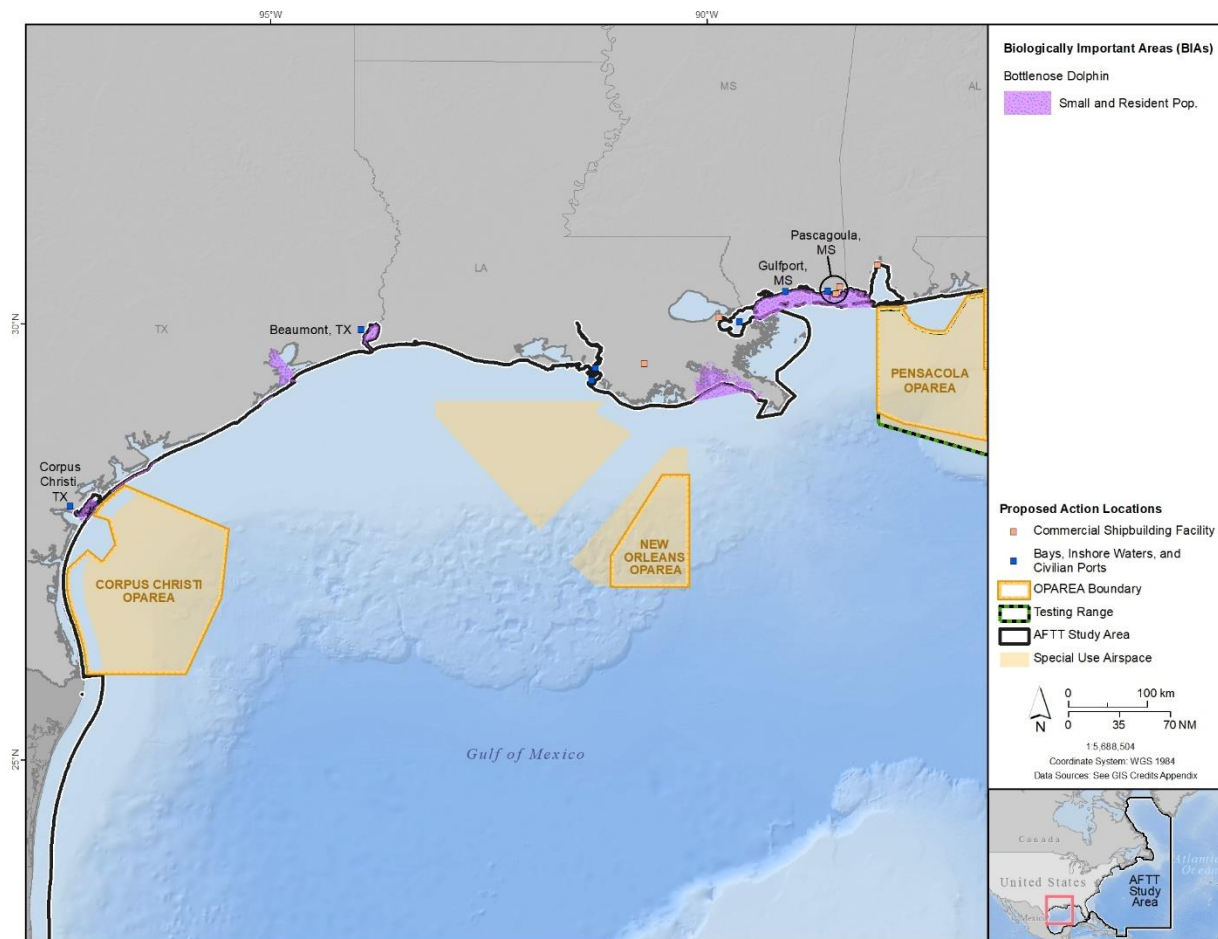 95°W
90°W
MS
AL
Pascagoula,
MS
Gulfport,
MS
LA
TX
30°N
Beaumont, TX
PENSACOLA
OPAREA
Corpus
Christi,
TX
NEW
ORLEANS
OPAREA
CORPUS CHRISTI
OPAREA
25°N
Gulf of Mexico
Biologically Important Areas (BIAs)
Bottlenose Dolphin
Small and Resident Pop.
Proposed Action Locations
Commercial Shipbuilding Facility
Bays, Inshore Waters, and
Civilian Ports
OPAREA Boundary
Testing Range
AFTT Study Area
Special Use Airspace
0 100 km
0 35 70 NM
N
1:5,688,504
Coordinate System: WGS 1984
Data Sources: See GIS Credits Appendix
Canada
United States
Mexico
Atlantic
Ocean
AFTT
Study
Area